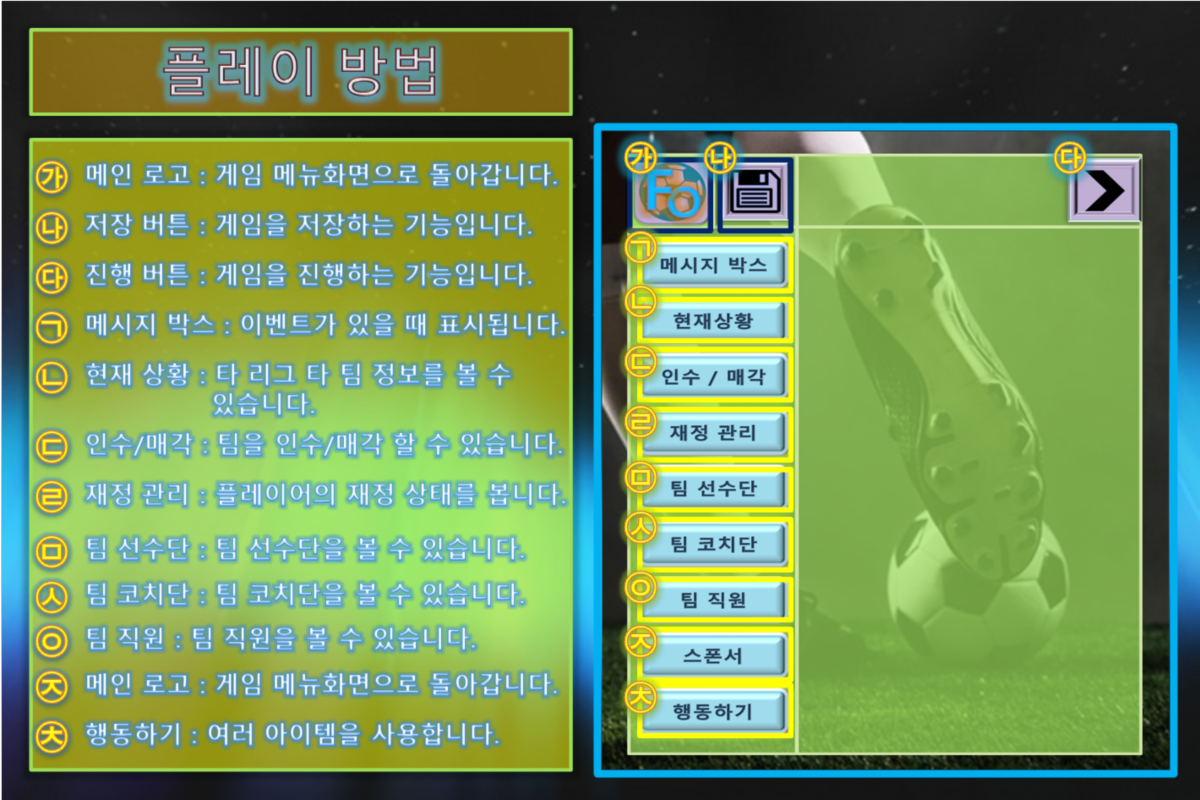 플레이 방법
㉮ 메인 로고 : 게임 메뉴화면으로 돌아갑니다.
㉯ 저장 버튼 : 게임을 저장하는 기능입니다.
㉰ 진행 버튼 : 게임을 진행하는 기능입니다.
㉠ 메시지 박스 : 이벤트가 있을 때 표시됩니다.
㉡ 현재 상황 : 타 리그 타 팀 정보를 볼 수
있습니다.
㉢ 인수/매각 : 팀을 인수/매각 할 수 있습니다.
㉣ 재정 관리 : 플레이어의 재정 상태를 봅니다.
㉤ 팀 선수단 : 팀 선수단을 볼 수 있습니다.
㉦ 팀 코치단 : 팀 코치단을 볼 수 있습니다.
㉧ 팀 직원 : 팀 직원을 볼 수 있습니다.
㉨ 메인 로고 : 게임 메뉴화면으로 돌아갑니다.
㉩ 행동하기 : 여러 아이템을 사용합니다.
㉮ ㉯ ㉰
FO
㉠ 메시지 박스
㉡ 현재상황
㉢ 인수 / 매각
㉣ 재정 관리
㉤ 팀 선수단
㉦ 팀 코치단
㉧ 팀 직원
㉨ 스폰서
㉩ 행동하기